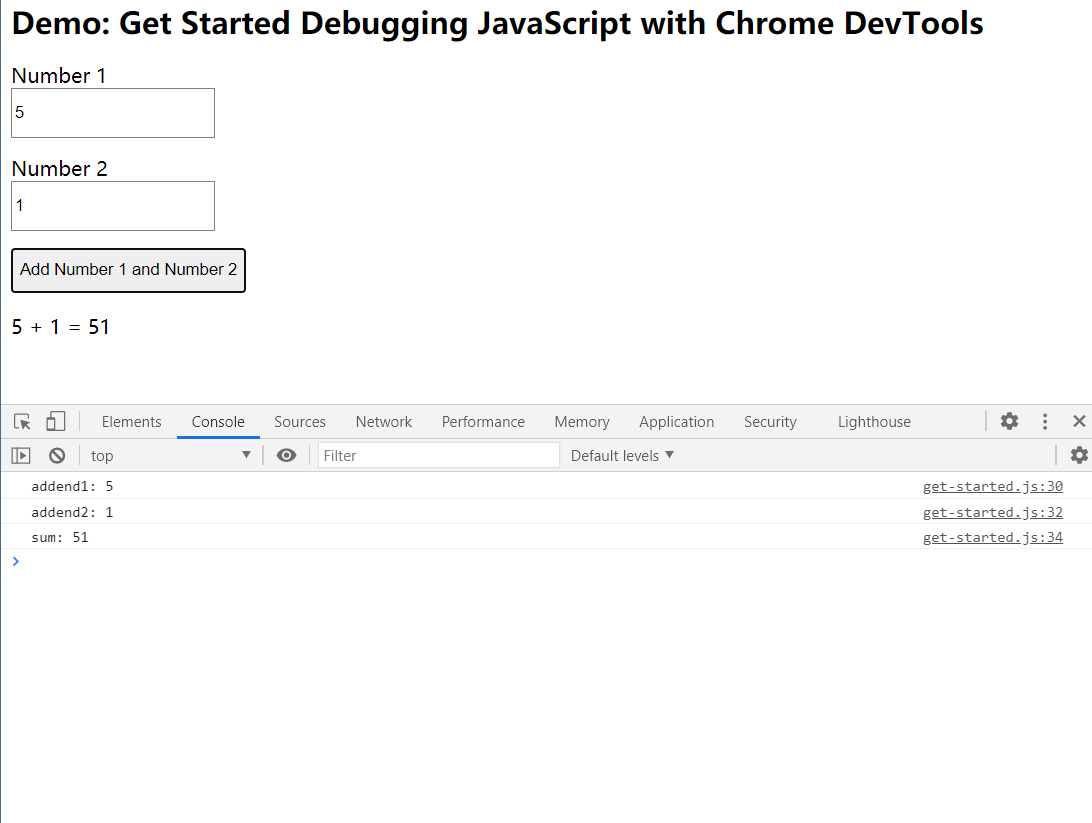 Demo: Get Started Debugging JavaScript with Chrome DevTools
Number 1
5
Number 2
1
Add Number 1 and Number 2
5 + 1 = 51
Elements Console Sources Network Performance Memory Application Security Lighthouse
top Filter Default levels
addend1: 5 get-started.js:30
addend2: 1 get-started.js:32
sum: 51 get-started.js:34